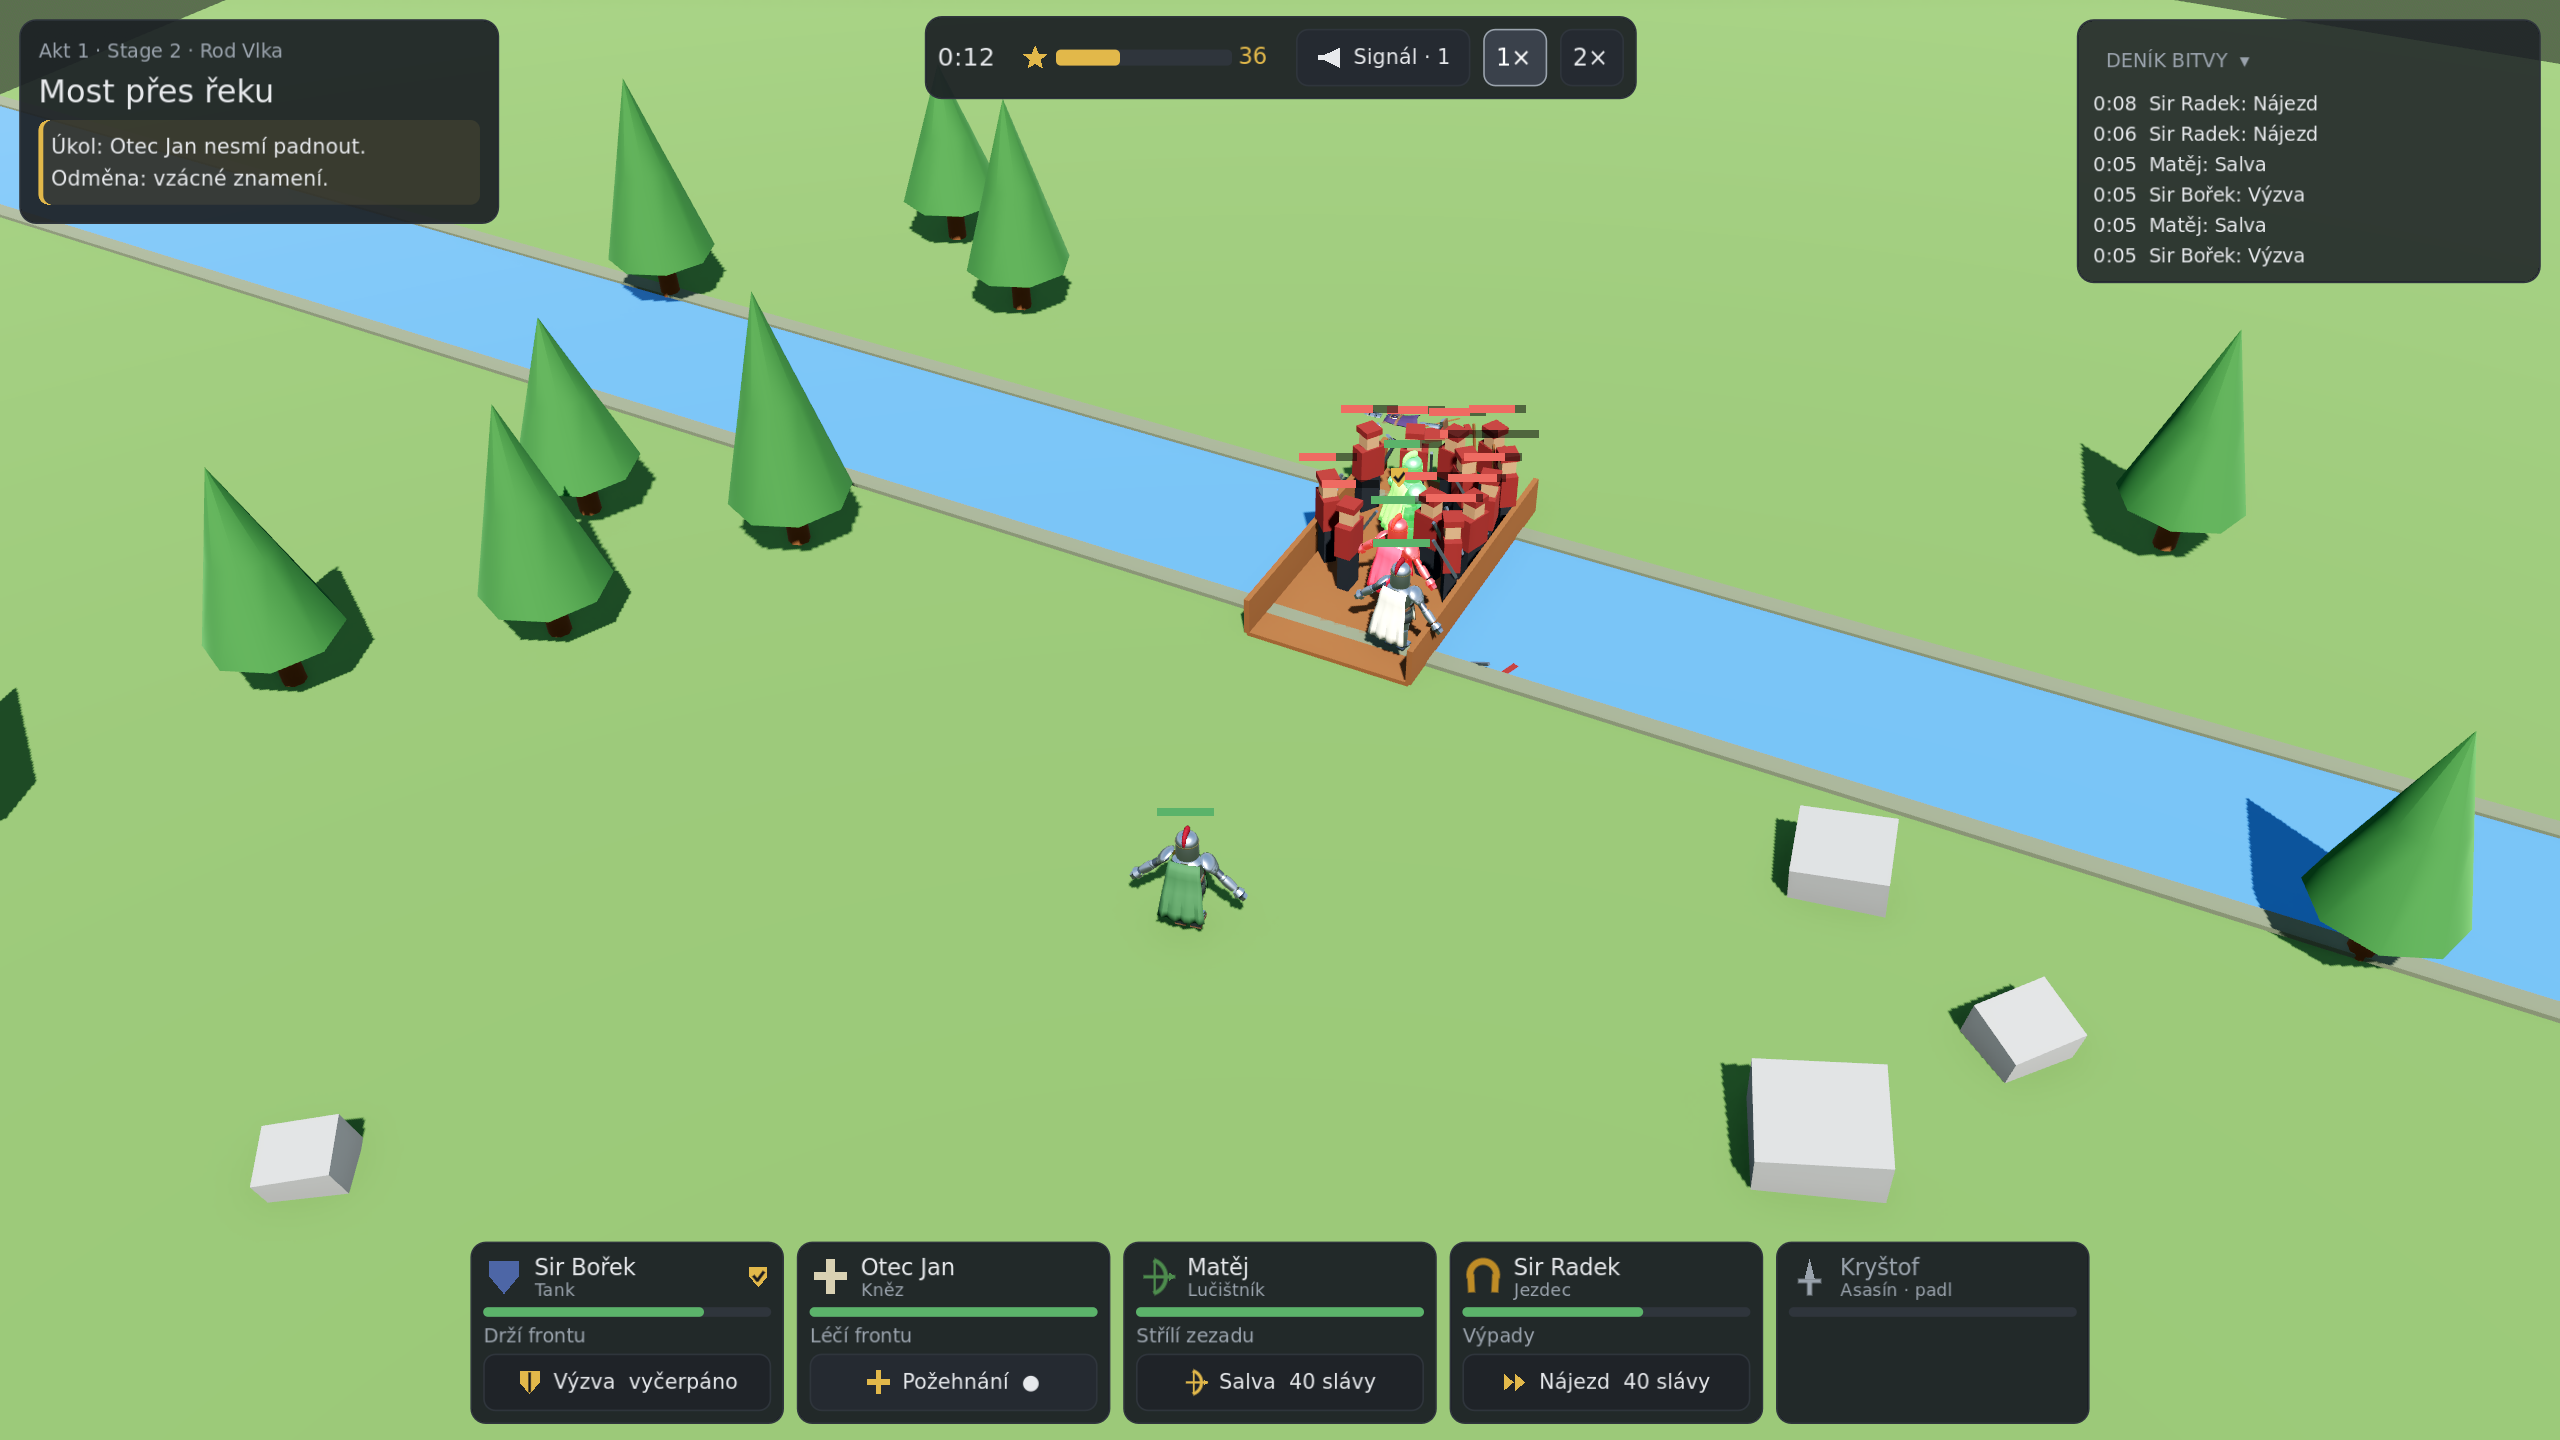 Akt 1 · Stage 2 · Rod Vlka
Most přes řeku
Úkol: Otec Jan nesmí padnout.
Odměna: vzácné znamení.
0:12
36
Signál · 1
1×
2×
DENÍK BITVY ▼
0:08 Sir Radek: Nájezd
0:06 Sir Radek: Nájezd
0:05 Matěj: Salva
0:05 Sir Bořek: Výzva
0:05 Matěj: Salva
0:05 Sir Bořek: Výzva
Sir Bořek
Tank
Drží frontu
Výzva vyčerpáno
Otec Jan
Kněz
Léčí frontu
Požehnání
Matěj
Lučištník
Střílí zezadu
Salva 40 slávy
Sir Radek
Jezdec
Výpady
Nájezd 40 slávy
Kryštof
Asasín · padl